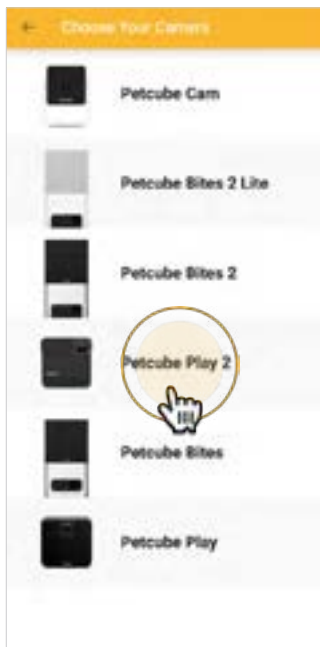 Choose Your Camera
Petcube Cam
Petcube Bites 2 Lite
Petcube Bites 2
Petcube Play 2
Petcube Bites
Petcube Play